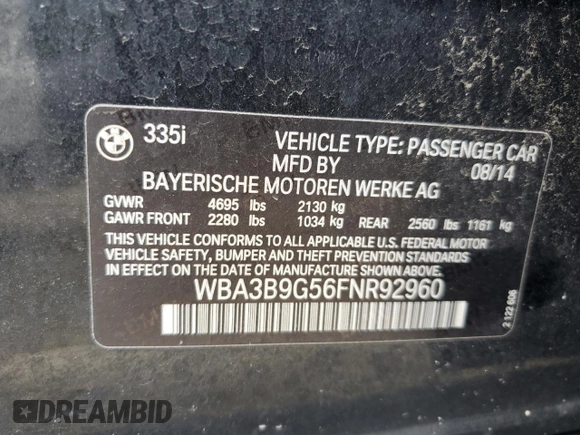 BMW
335i
VEHICLE TYPE: PASSENGER CAR
MFD BY 08/14
BAYERISCHE MOTOREN WERKE AG
GVWR 4695 lbs 2130 kg
GAWR FRONT 2280 lbs 1034 kg REAR 2560 lbs 1161 kg
THIS VEHICLE CONFORMS TO ALL APPLICABLE U.S. FEDERAL MOTOR
VEHICLE SAFETY, BUMPER AND THEFT PREVENTION STANDARDS
IN EFFECT ON THE DATE OF MANUFACTURE SHOWN ABOVE.
WBA3B9G56FNR92960
2 122 606
DREAMBID